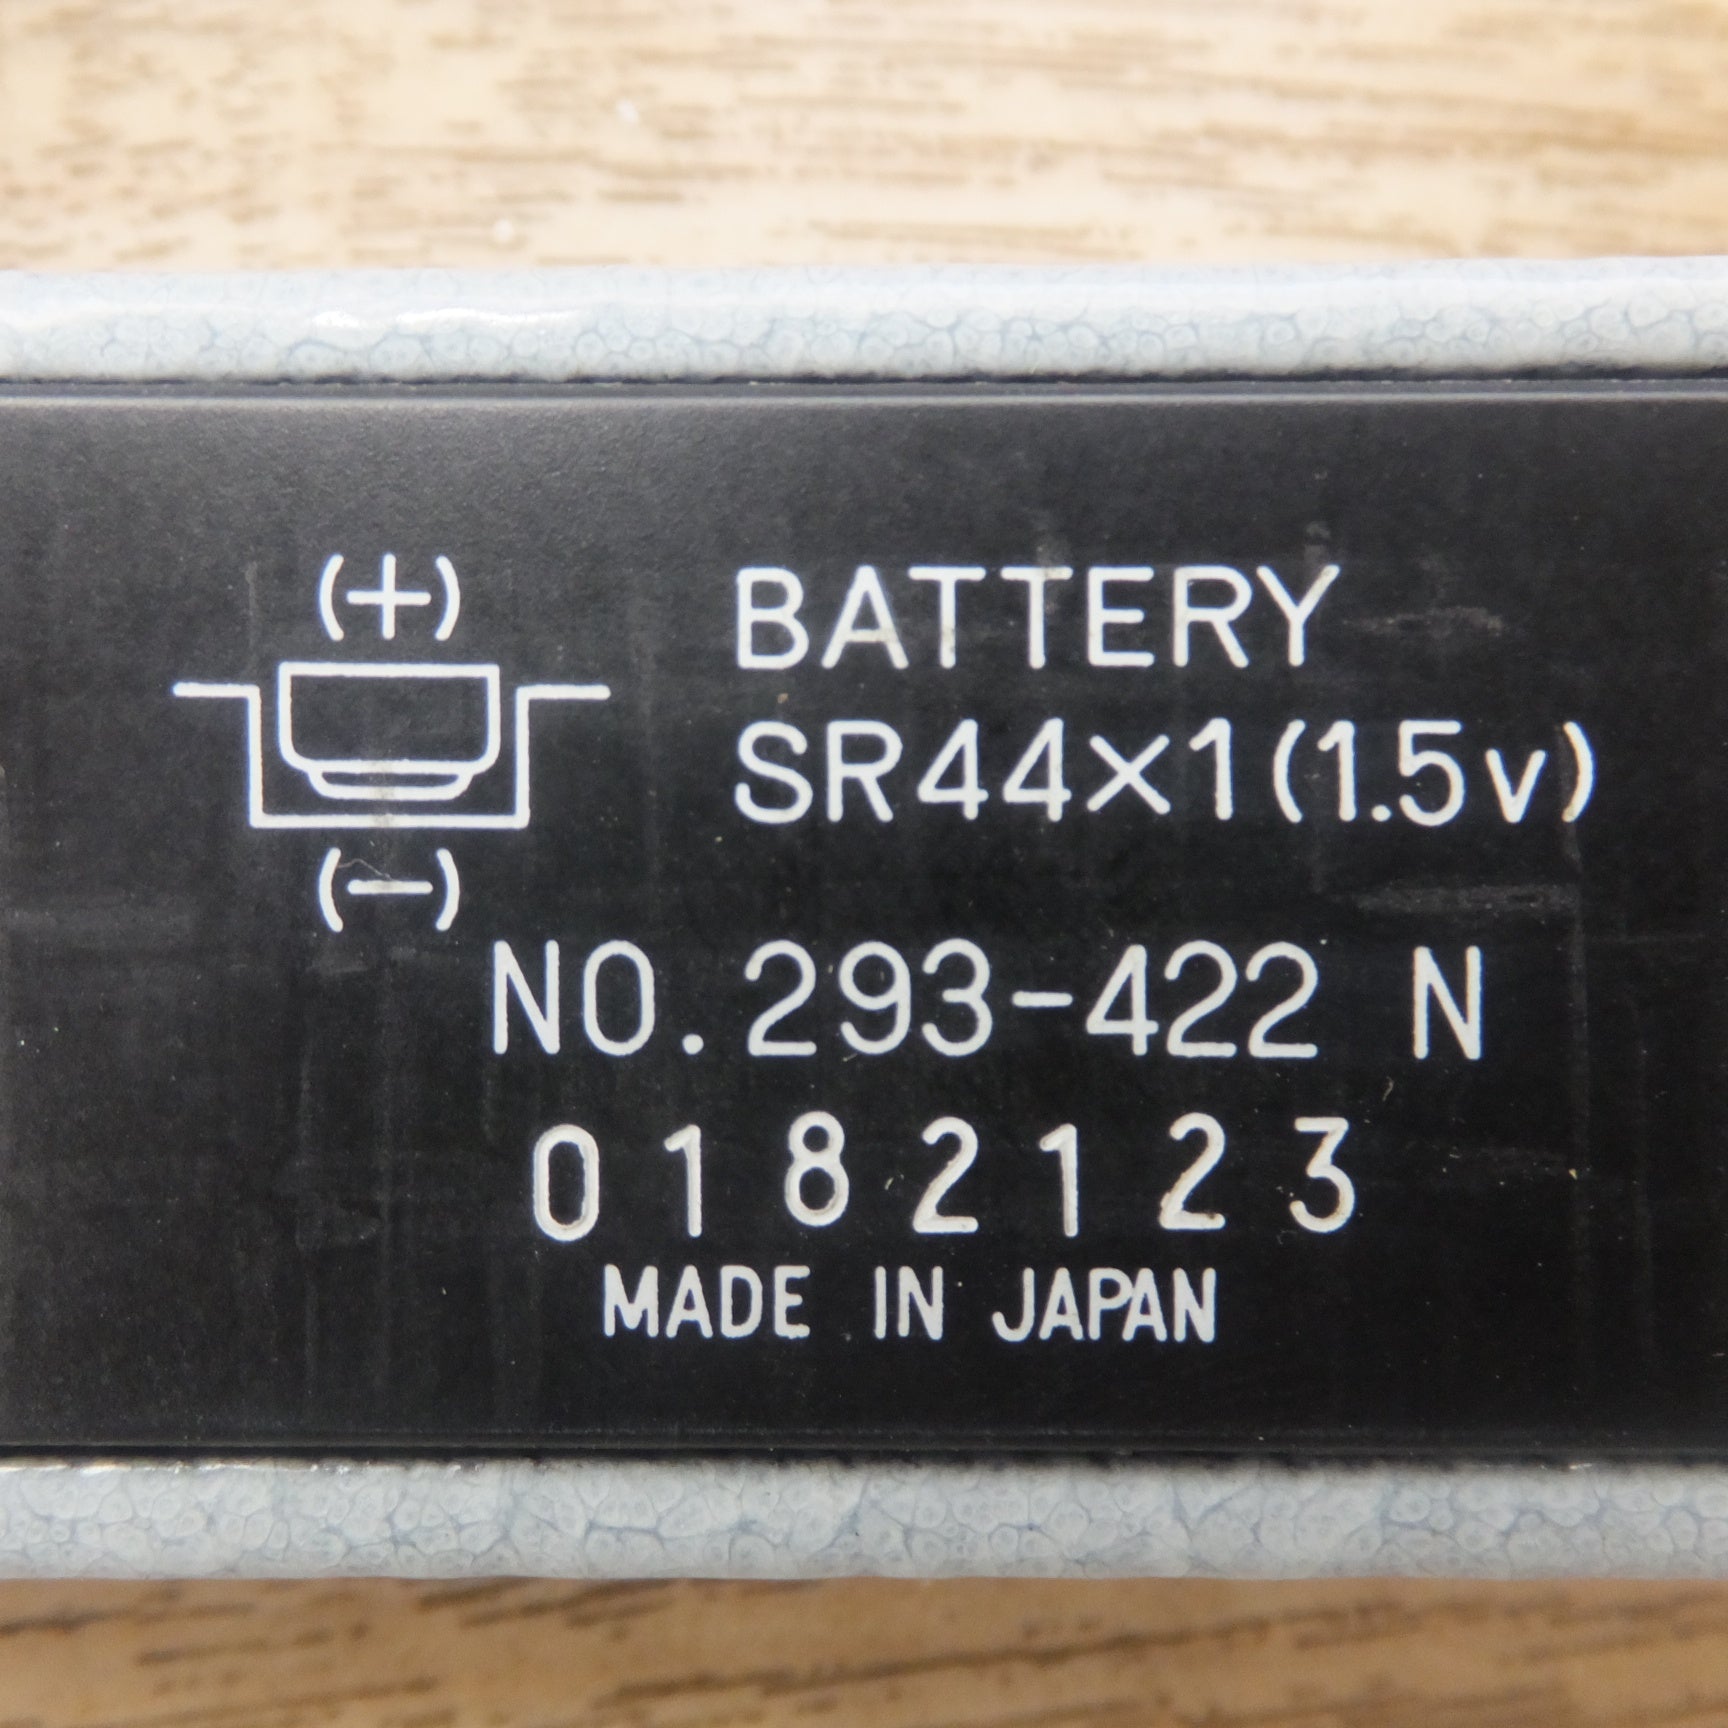 (+)
BATTERY
SR44×1(1.5v)
(−)
NO.293-422 N
0182123
MADE IN JAPAN